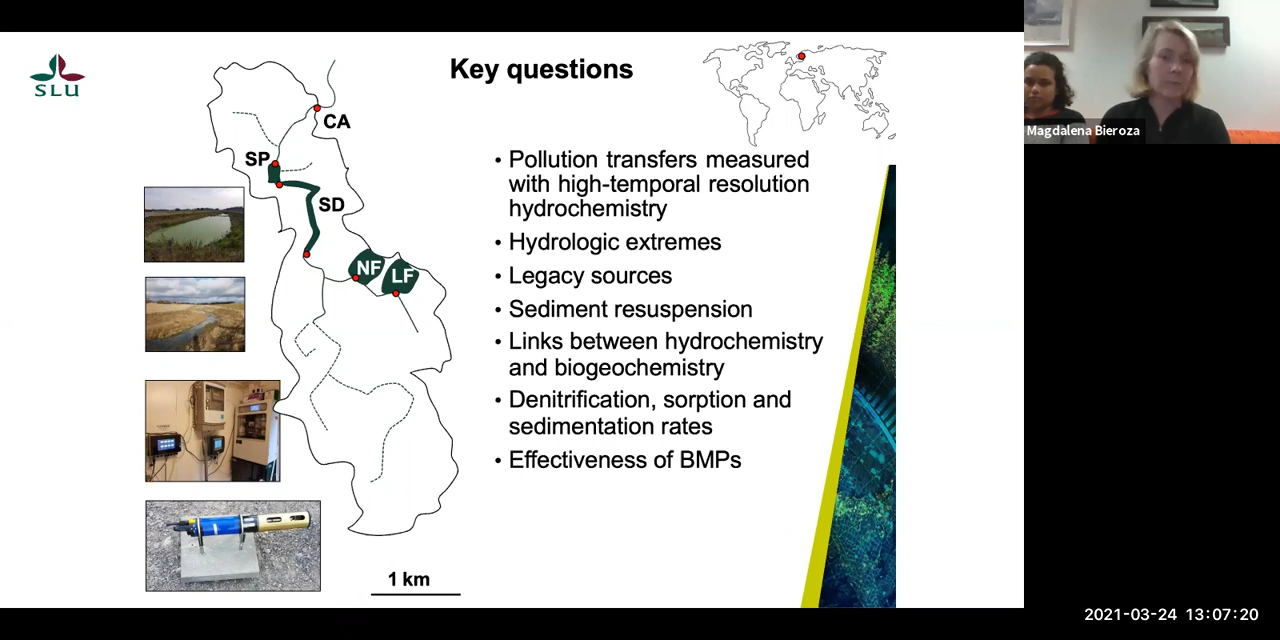 SLU
Key questions
CA
SP
SD
NF
LF
1 km
• Pollution transfers measured
with high-temporal resolution
hydrochemistry
• Hydrologic extremes
• Legacy sources
• Sediment resuspension
• Links between hydrochemistry
and biogeochemistry
• Denitrification, sorption and
sedimentation rates
• Effectiveness of BMPs
Magdalena Bieroza
2021-03-24 13:07:20